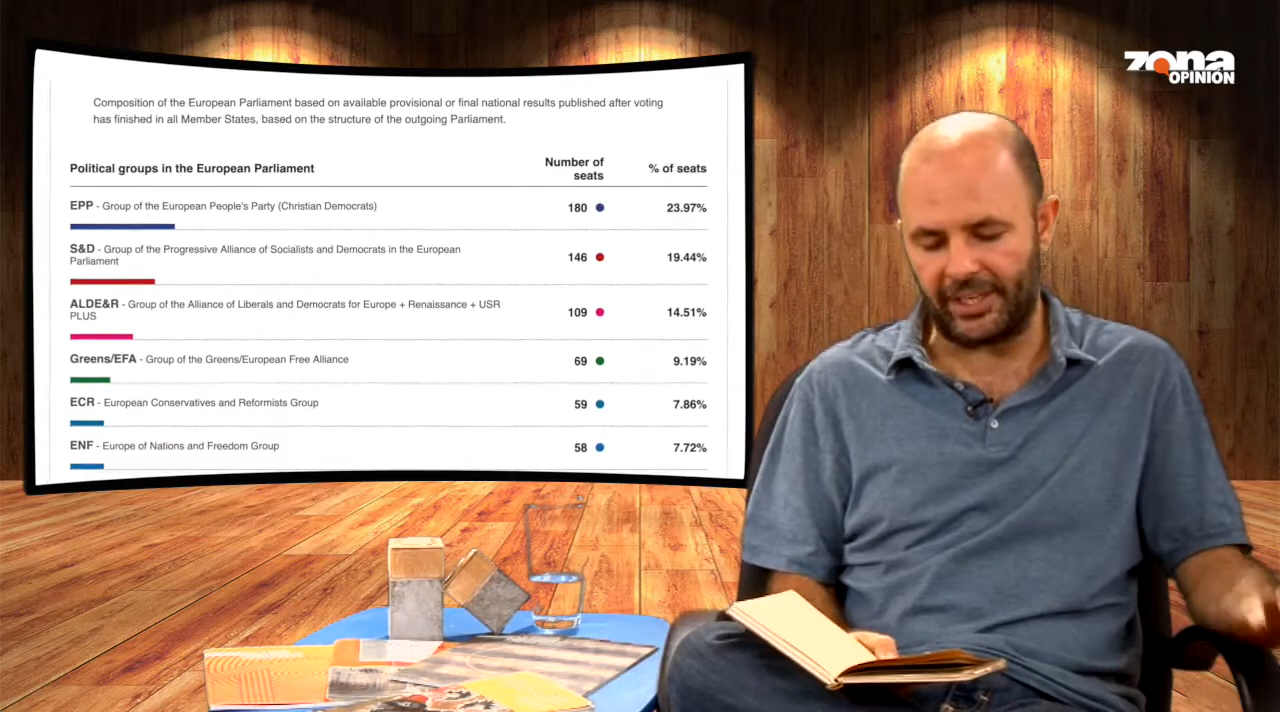 Composition of the European Parliament based on available provisional or final national results published after voting
has finished in all Member States, based on the structure of the outgoing Parliament.
Political groups in the European Parliament
Number of
seats
% of seats
EPP - Group of the European People's Party (Christian Democrats)
180
23.97%
S&D - Group of the Progressive Alliance of Socialists and Democrats in the European
Parliament
146
19.44%
ALDE&R - Group of the Alliance of Liberals and Democrats for Europe + Renaissance + USR
PLUS
109
14.51%
Greens/EFA - Group of the Greens/European Free Alliance
69
9.19%
ECR - European Conservatives and Reformists Group
59
7.86%
ENF - Europe of Nations and Freedom Group
58
7.72%
zona
OPINIÓN